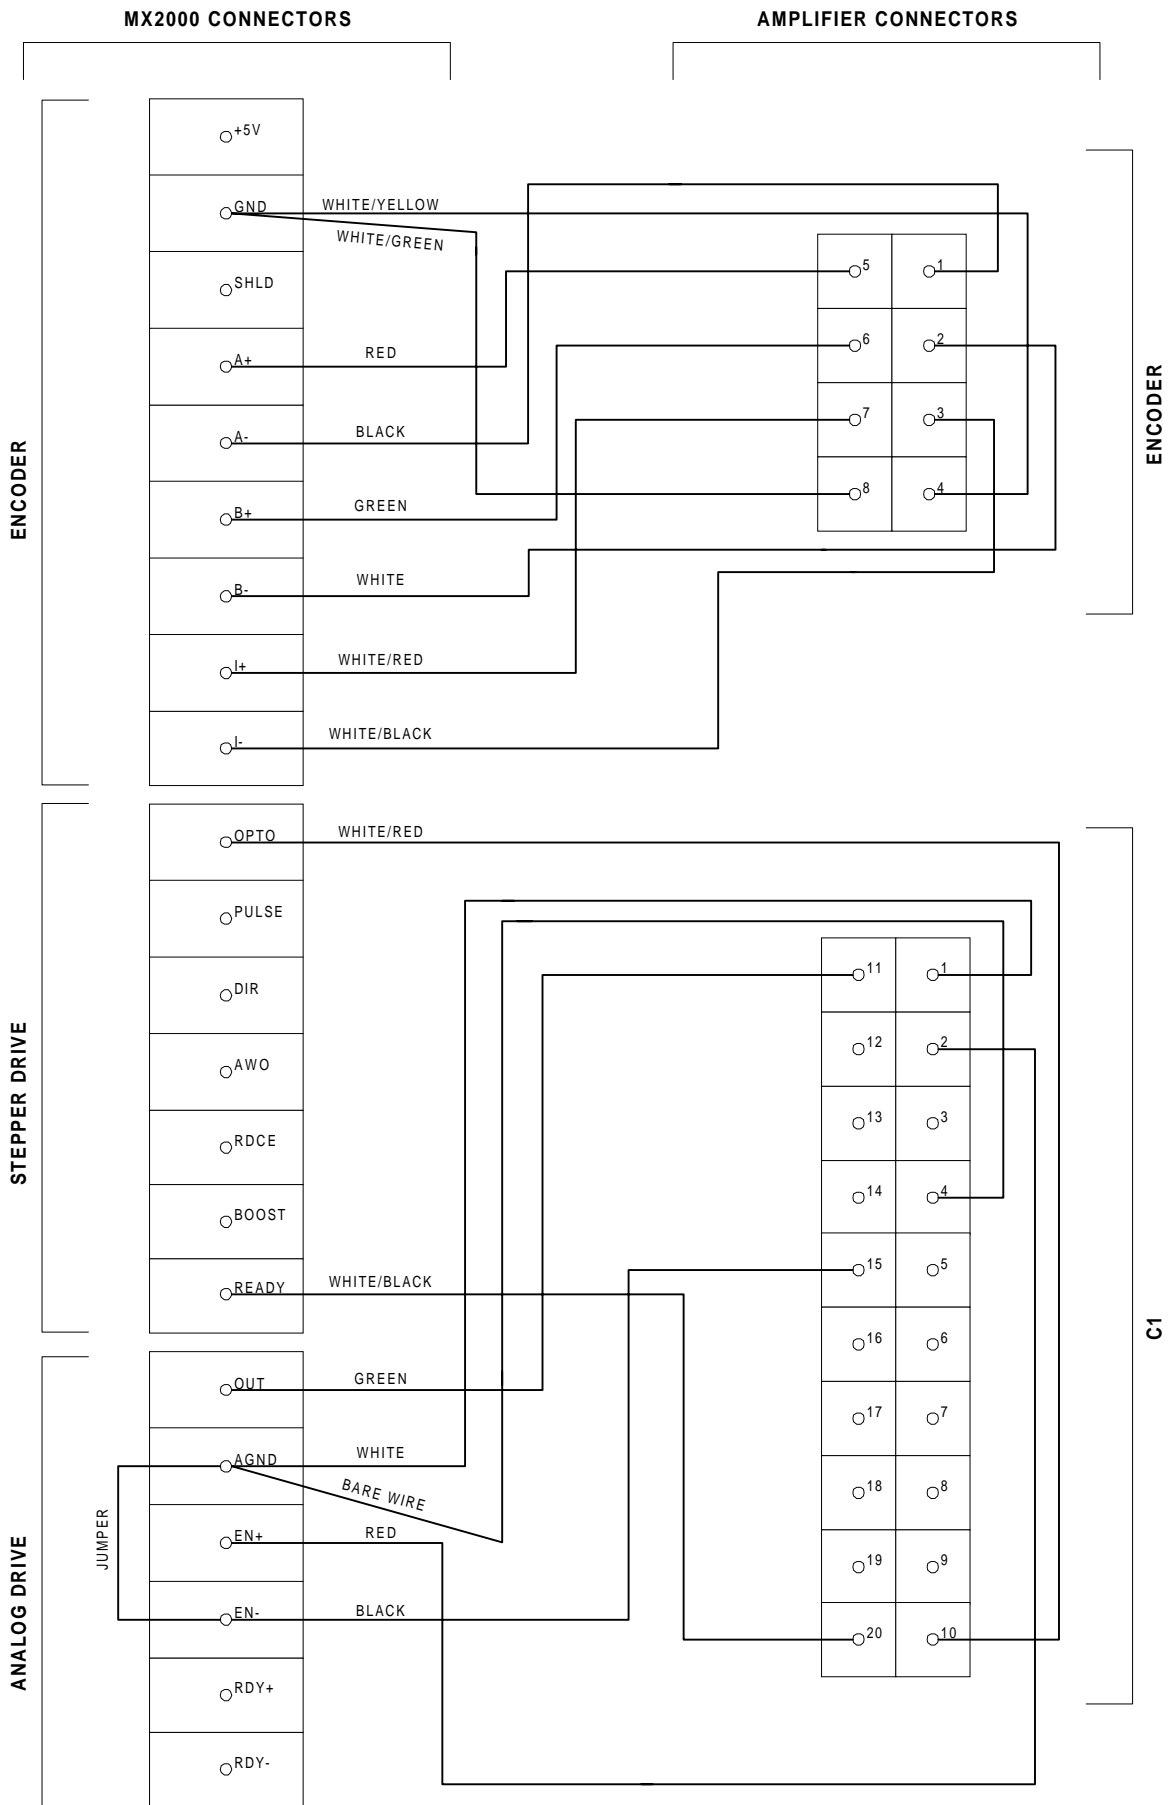 MX2000 CONNECTORS
AMPLIFIER CONNECTORS
ENCODER
+5V
GND
WHITE/YELLOW
WHITE/GREEN
SHLD
A+
RED
A-
BLACK
B+
GREEN
B-
WHITE
I+
WHITE/RED
I-
WHITE/BLACK
5 1
6 2
7 3
8 4
ENCODER
STEPPER DRIVE
OPTO
WHITE/RED
PULSE
DIR
AWO
RDCE
BOOST
READY
WHITE/BLACK
ANALOG DRIVE
OUT
GREEN
AGND
WHITE
BARE WIRE
JUMPER
EN+
RED
EN-
BLACK
RDY+
RDY-
11 1
12 2
13 3
14 4
15 5
16 6
17 7
18 8
19 9
20 10
C1